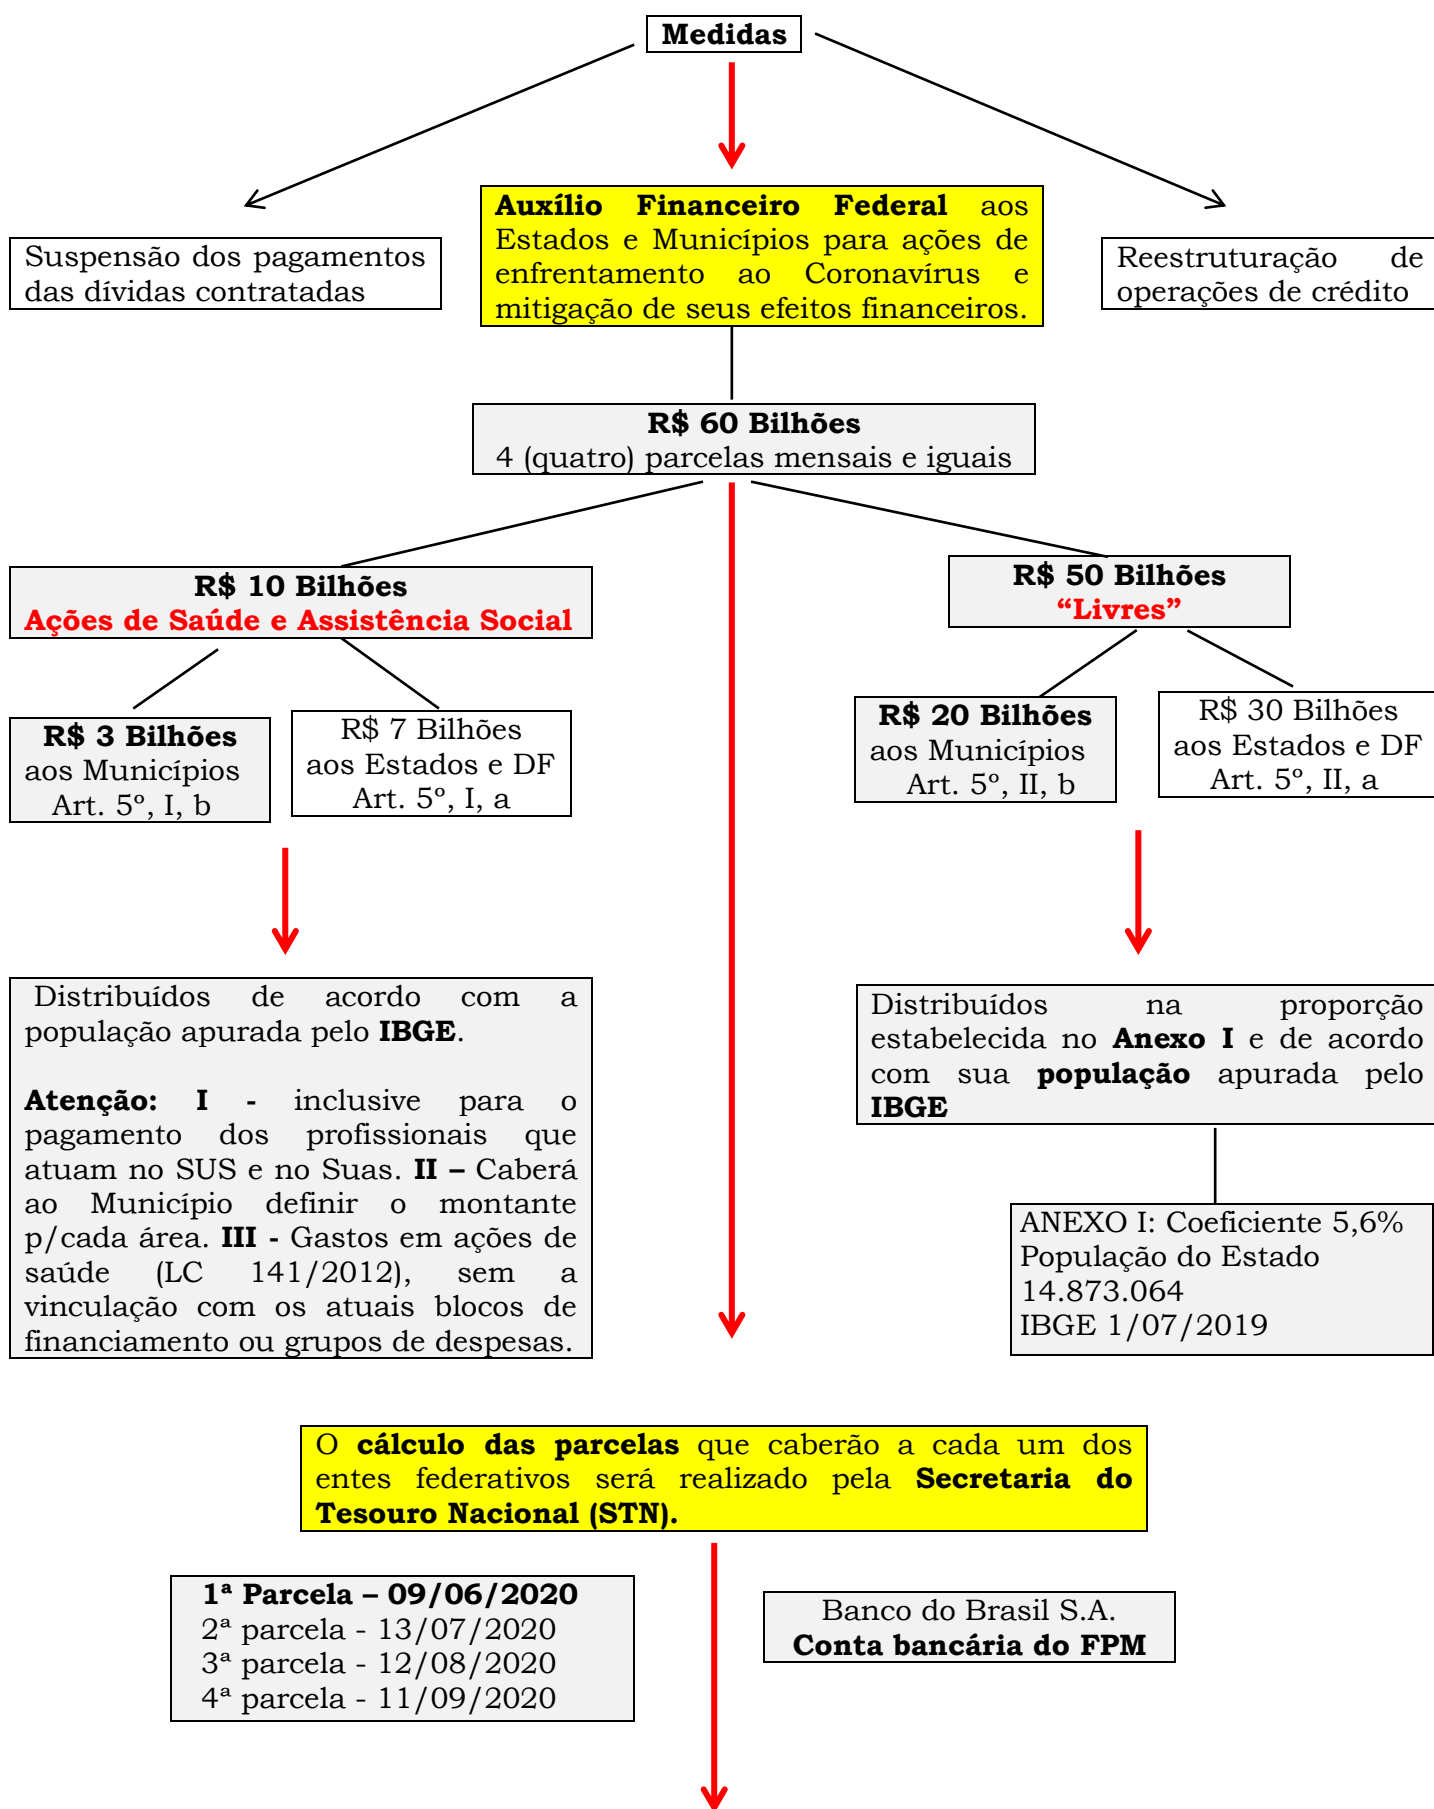 Medidas
Auxílio Financeiro Federal aos
Estados e Municípios para ações de
enfrentamento ao Coronavírus e
mitigação de seus efeitos financeiros.
Suspensão dos pagamentos
das dívidas contratadas
Reestruturação de
operações de crédito
R$ 60 Bilhões
4 (quatro) parcelas mensais e iguais
R$ 10 Bilhões
Ações de Saúde e Assistência Social
R$ 50 Bilhões
“Livres”
R$ 3 Bilhões
aos Municípios
Art. 5º, I, b
R$ 7 Bilhões
aos Estados e DF
Art. 5º, I, a
R$ 20 Bilhões
aos Municípios
Art. 5º, II, b
R$ 30 Bilhões
aos Estados e DF
Art. 5º, II, a
Distribuídos de acordo com a
população apurada pelo IBGE.
Atenção: I - inclusive para o
pagamento dos profissionais que
atuam no SUS e no Suas. II – Caberá
ao Município definir o montante
p/cada área. III - Gastos em ações de
saúde (LC 141/2012), sem a
vinculação com os atuais blocos de
financiamento ou grupos de despesas.
Distribuídos na proporção
estabelecida no Anexo I e de acordo
com sua população apurada pelo
IBGE
ANEXO I: Coeficiente 5,6%
População do Estado
14.873.064
IBGE 1/07/2019
O cálculo das parcelas que caberão a cada um dos
entes federativos será realizado pela Secretaria do
Tesouro Nacional (STN).
1ª Parcela – 09/06/2020
2ª parcela - 13/07/2020
3ª parcela - 12/08/2020
4ª parcela - 11/09/2020
Banco do Brasil S.A.
Conta bancária do FPM